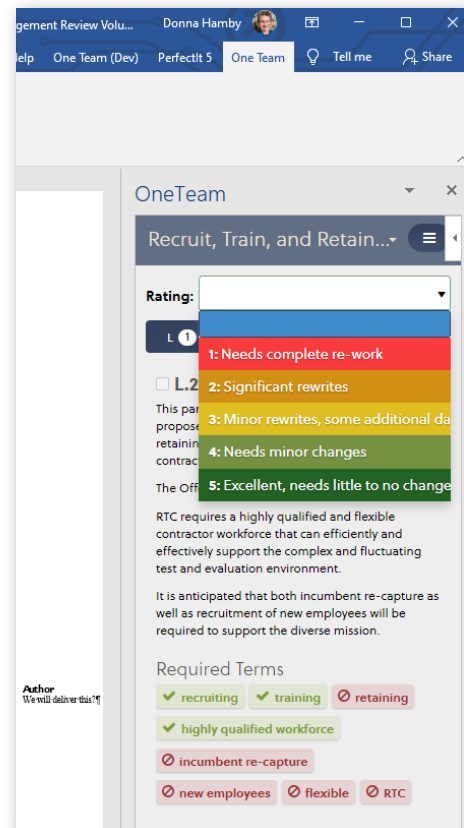 gement Review Volu... Donna Hamby
Help One Team (Dev) PerfectIt 5 One Team Tell me Share
OneTeam
Recruit, Train, and Retain...
Rating:
L 1
1: Needs complete re-work
L.2
2: Significant rewrites
This par
propose
3: Minor rewrites, some additional da
retainin
contrac
4: Needs minor changes
The Off
5: Excellent, needs little to no change
RTC requires a highly qualified and flexible
contractor workforce that can efficiently and
effectively support the complex and fluctuating
test and evaluation environment.
It is anticipated that both incumbent re-capture as
well as recruitment of new employees will be
required to support the diverse mission.
Required Terms
Author
We will deliver this?¶
recruiting training retaining
highly qualified workforce
incumbent re-capture
new employees flexible RTC